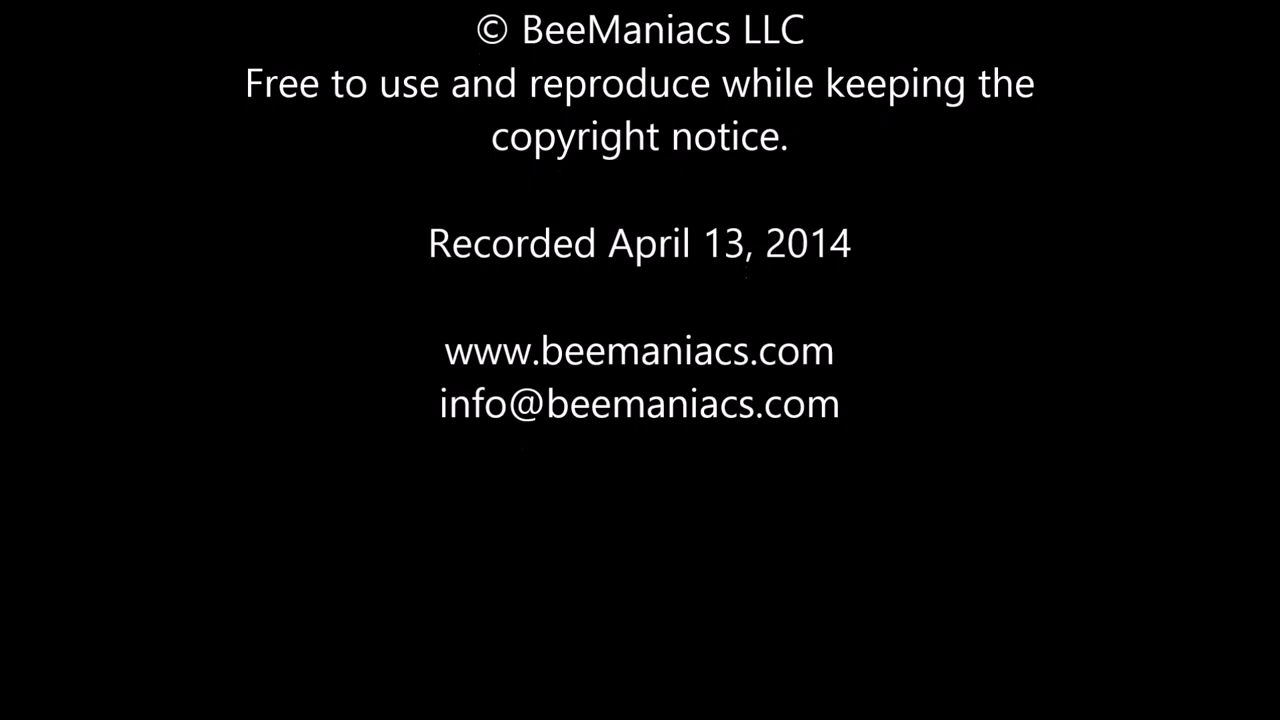 © BeeManiacs LLC
Free to use and reproduce while keeping the
copyright notice.
Recorded April 13, 2014
www.beemaniacs.com
info@beemaniacs.com